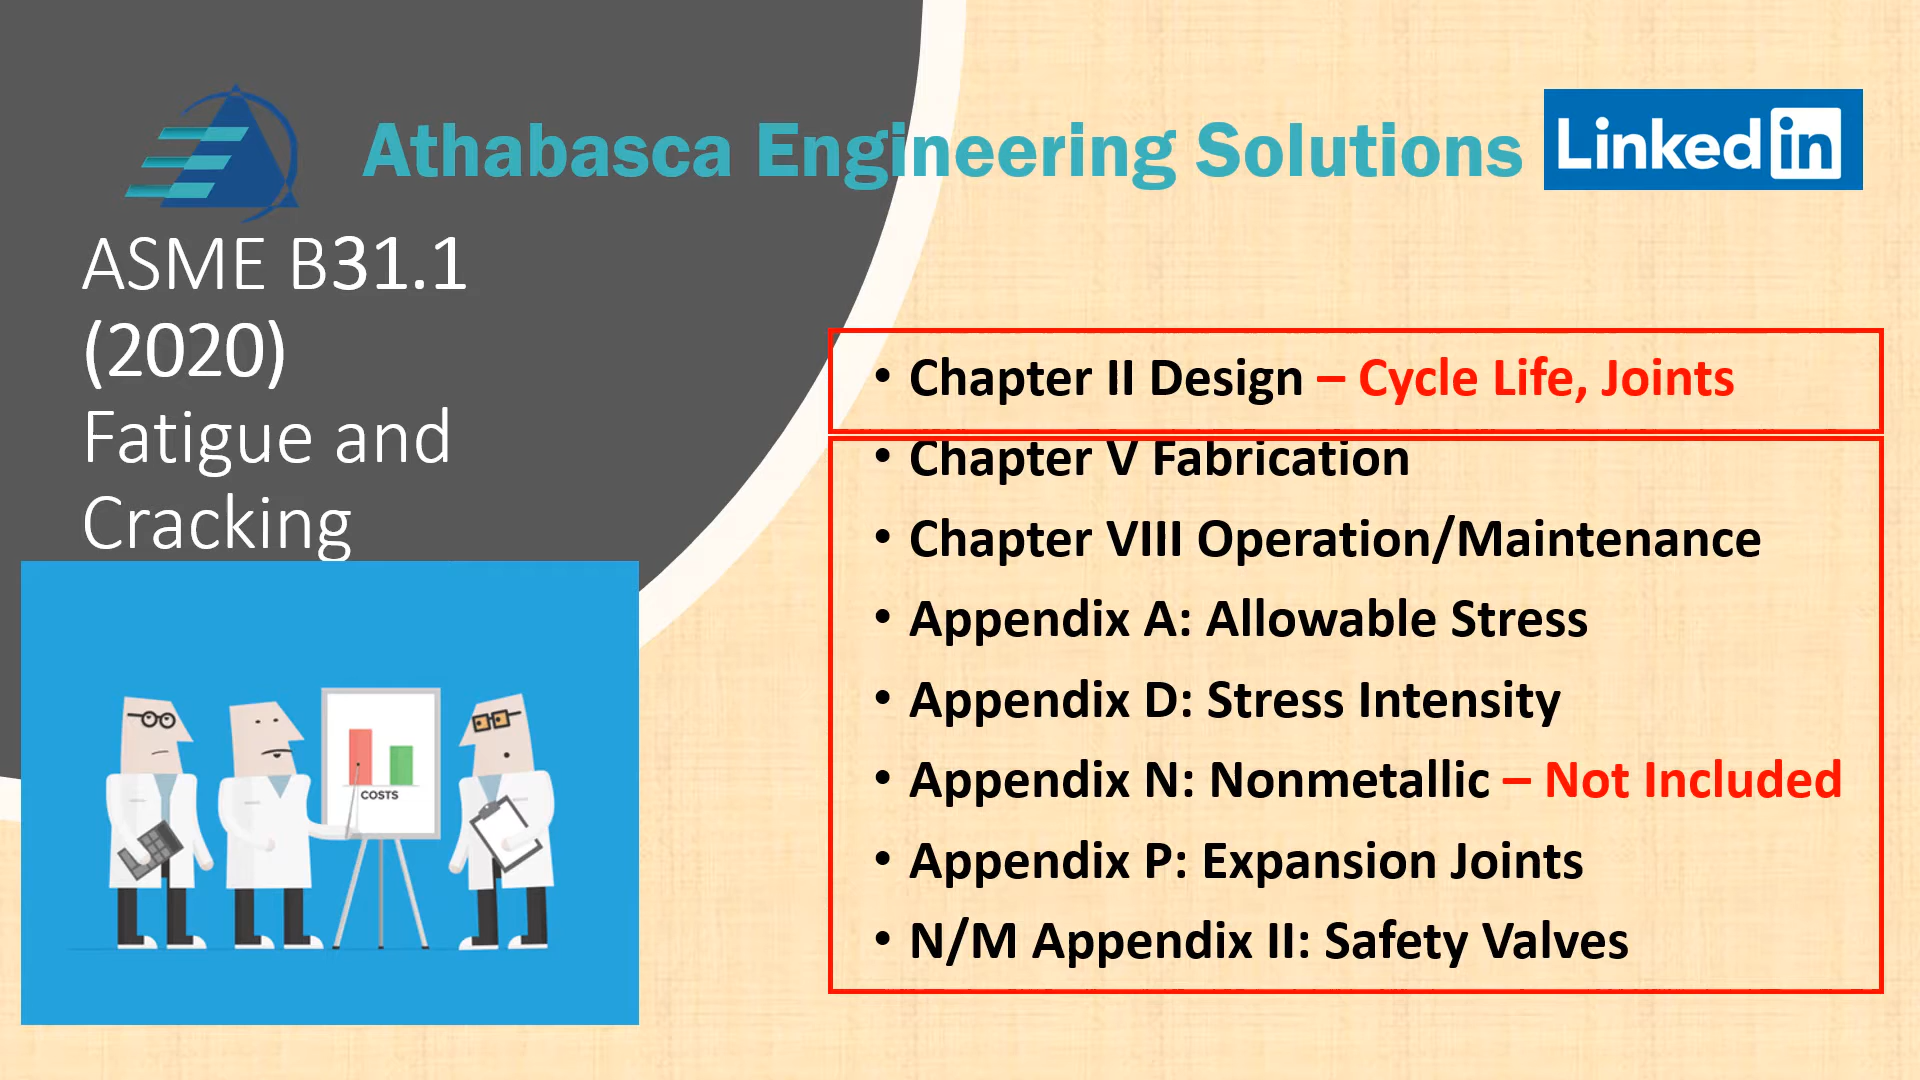 Athabasca Engineering Solutions
Linked in
ASME B31.1
(2020)
Fatigue and
Cracking
COSTS
• Chapter II Design – Cycle Life, Joints
• Chapter V Fabrication
• Chapter VIII Operation/Maintenance
• Appendix A: Allowable Stress
• Appendix D: Stress Intensity
• Appendix N: Nonmetallic – Not Included
• Appendix P: Expansion Joints
• N/M Appendix II: Safety Valves